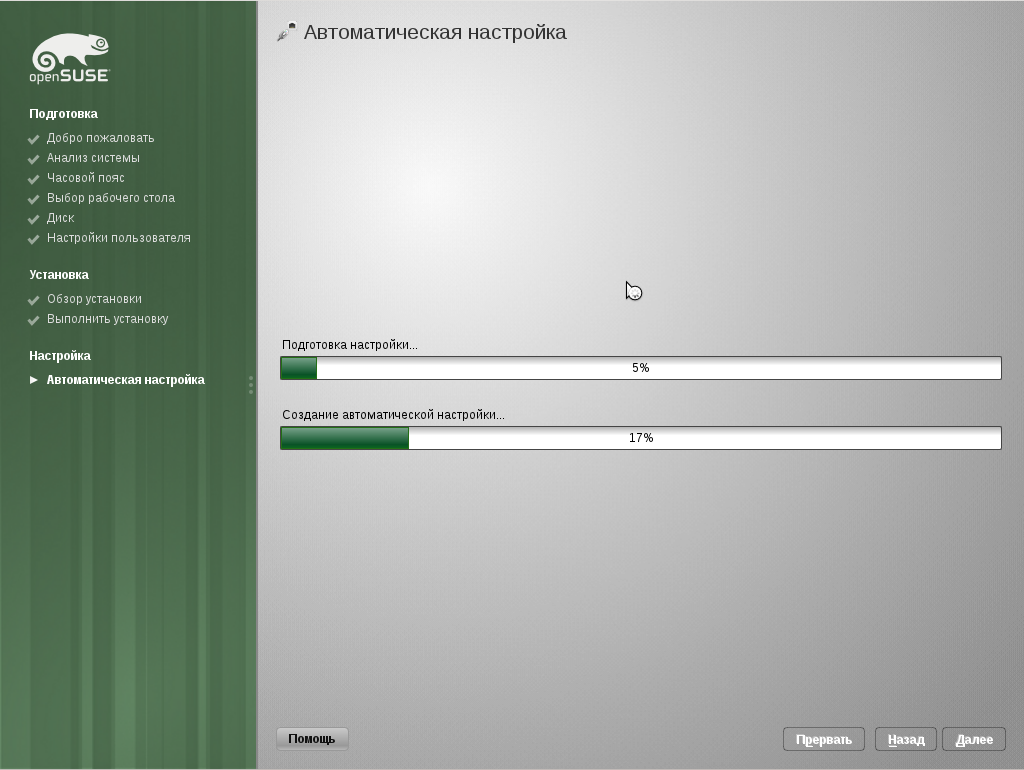 openSUSE
Подготовка
Добро пожаловать
Анализ системы
Часовой пояс
Выбор рабочего стола
Диск
Настройки пользователя
Установка
Обзор установки
Выполнить установку
Настройка
Автоматическая настройка
Автоматическая настройка
Подготовка настройки...
5%
Создание автоматической настройки...
17%
Помощь
Прервать
Назад
Далее